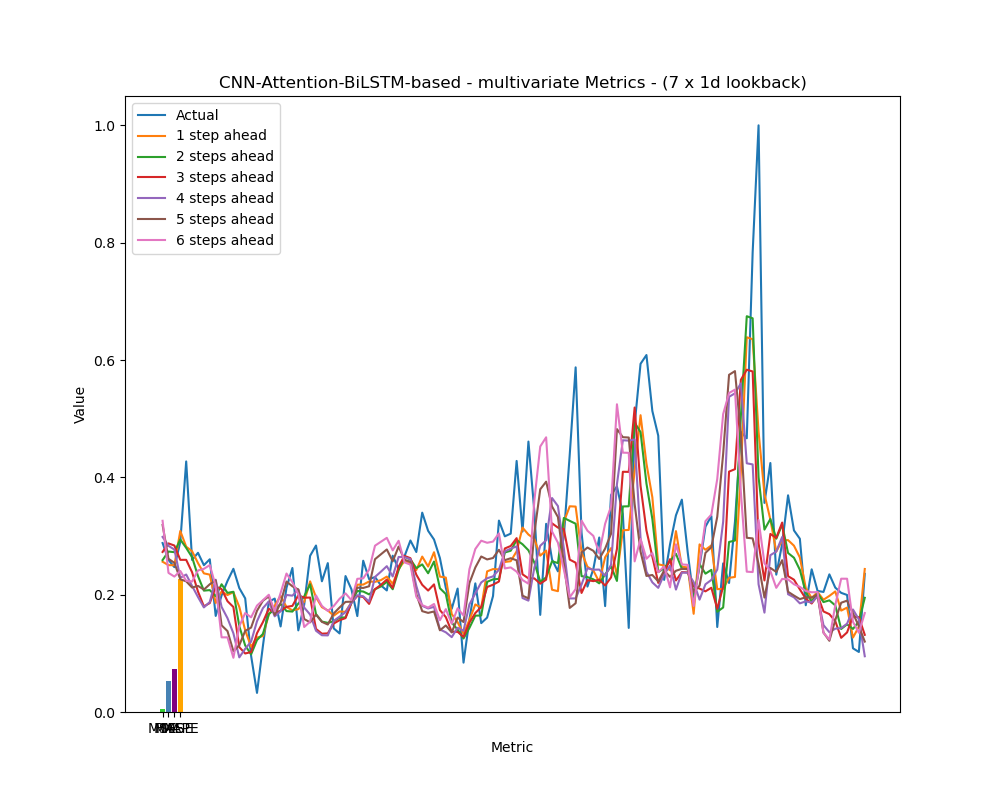 CNN-Attention-BiLSTM-based - multivariate Metrics - (7 x 1d lookback)
Actual
1 step ahead
2 steps ahead
3 steps ahead
4 steps ahead
5 steps ahead
6 steps ahead
1.0
0.8
0.6
0.4
0.2
0.0
Value
Metric